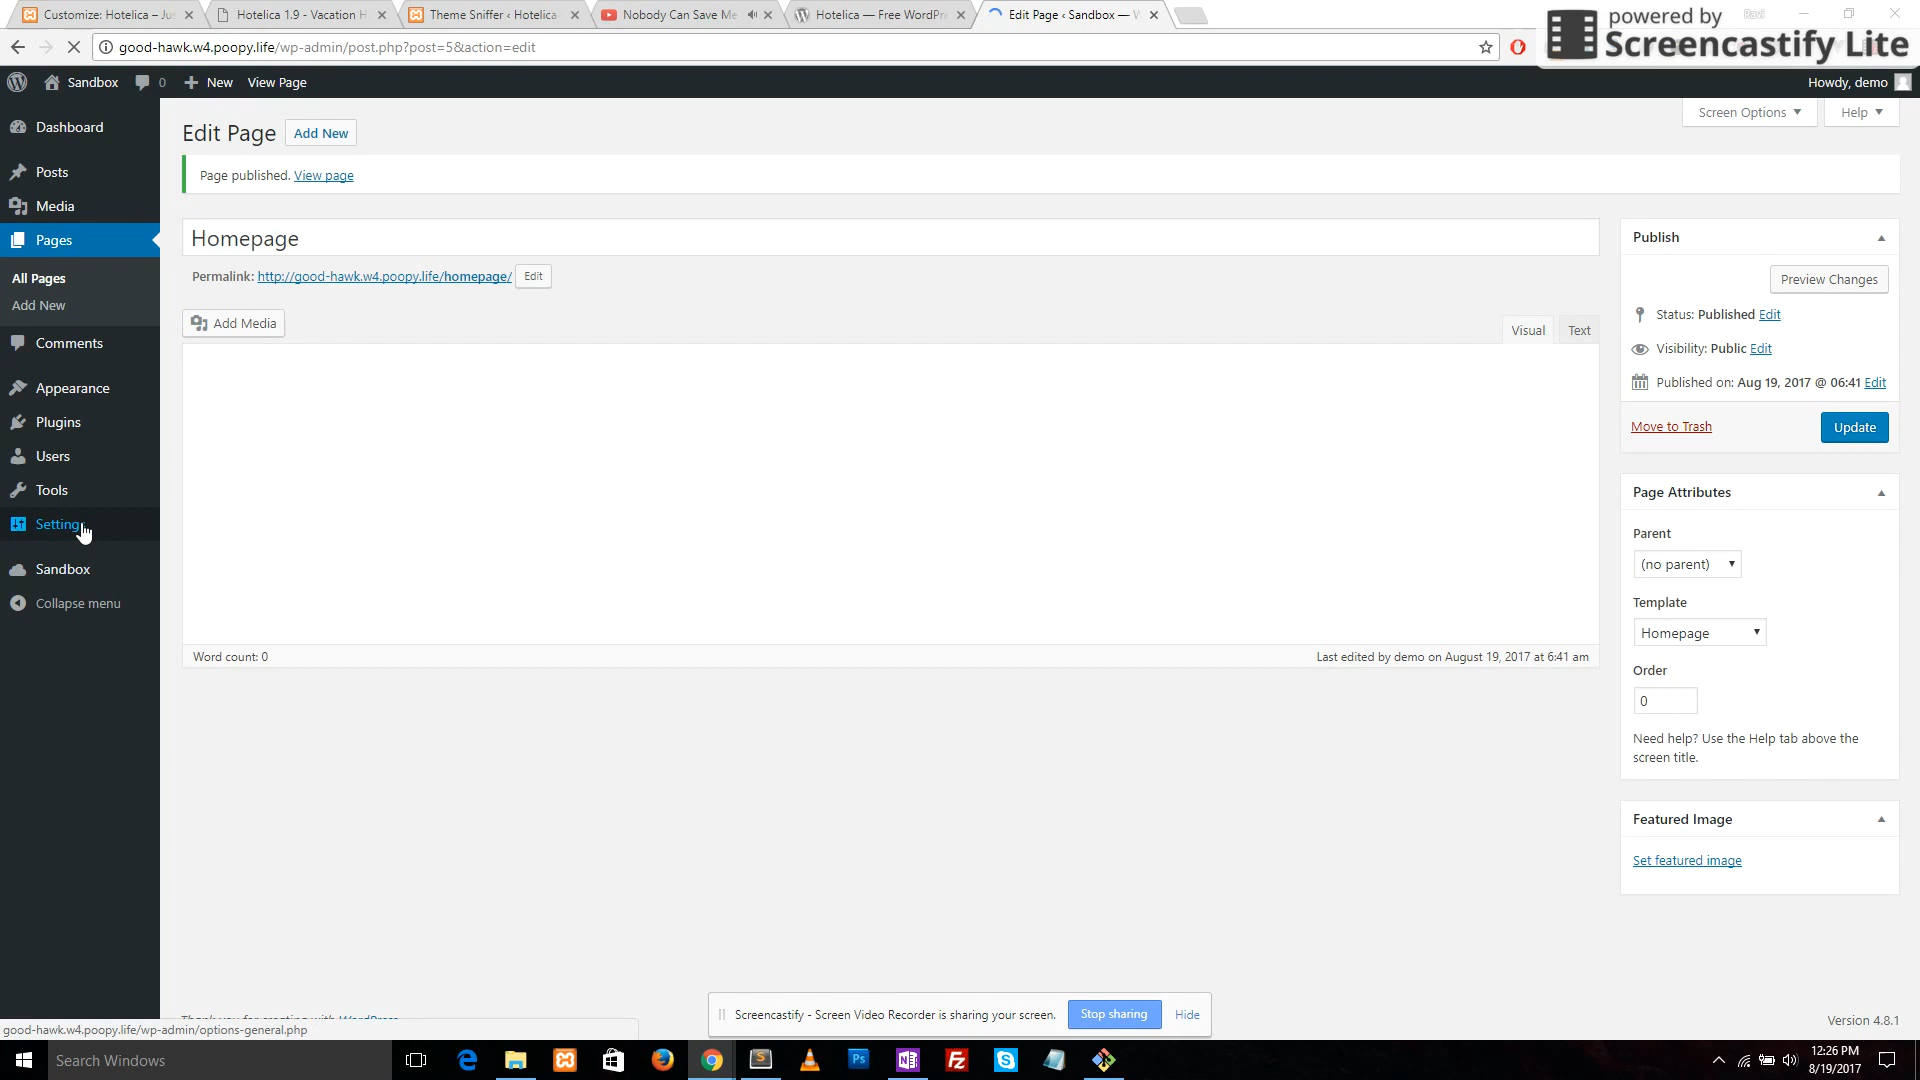 Customize: Hotelica – Jus
Hotelica 1.9 - Vacation H
Theme Sniffer ‹ Hotelica
Nobody Can Save Me
Hotelica — Free WordPre
Edit Page ‹ Sandbox — W
Ravi
powered by
Screencastify Lite
good-hawk.w4.poopy.life/wp-admin/post.php?post=5&action=edit
Sandbox
0
New
View Page
Howdy, demo
Dashboard
Posts
Media
Pages
All Pages
Add New
Comments
Appearance
Plugins
Users
Tools
Setting
Sandbox
Collapse menu
Screen Options
Help
Edit Page
Add New
Page published. View page
Homepage
Permalink: http://good-hawk.w4.poopy.life/homepage/ Edit
Add Media
Visual
Text
Word count: 0
Last edited by demo on August 19, 2017 at 6:41 am
Publish
Preview Changes
Status: Published Edit
Visibility: Public Edit
Published on: Aug 19, 2017 @ 06:41 Edit
Move to Trash
Update
Page Attributes
Parent
(no parent)
Template
Homepage
Order
0
Need help? Use the Help tab above the
screen title.
Featured Image
Set featured image
Thank you for creating with WordPress
Version 4.8.1
good-hawk.w4.poopy.life/wp-admin/options-general.php
Screencastify - Screen Video Recorder is sharing your screen.
Stop sharing
Hide
Search Windows
Ps
N
Fz
S
12:26 PM
8/19/2017